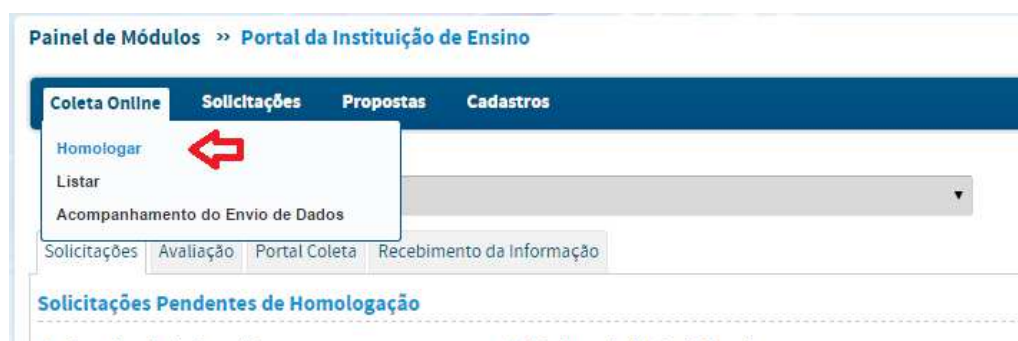 Painel de Módulos » Portal da Instituição de Ensino
Coleta Online Solicitações Propostas Cadastros
Homologar
Listar
Acompanhamento do Envio de Dados
Solicitações Avaliação Portal Coleta Recebimento da Informação
Solicitações Pendentes de Homologação